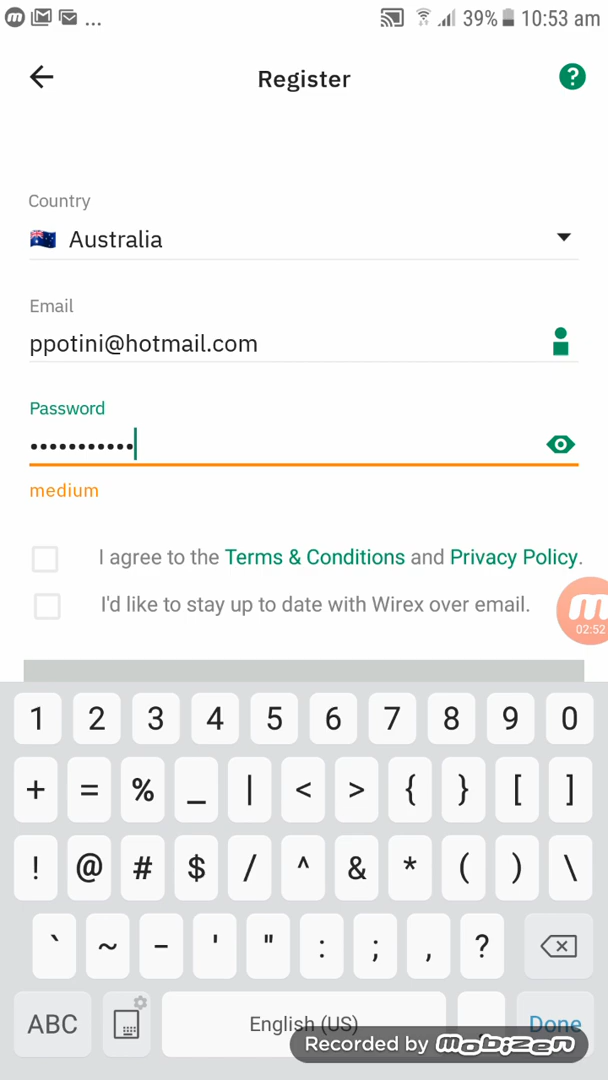 ... 39% 10:53 am
Register ?
Country
Australia
Email
ppotini@hotmail.com
Password
•••••••••••
medium
I agree to the Terms & Conditions and Privacy Policy.
I'd like to stay up to date with Wirex over email.
02:52
1 2 3 4 5 6 7 8 9 0
+ = % _ | < > { } [ ]
! @ # $ / ^ & * ( ) \
` ~ - ' " : ; , ?
ABC English (US) Done
Recorded by mobizen